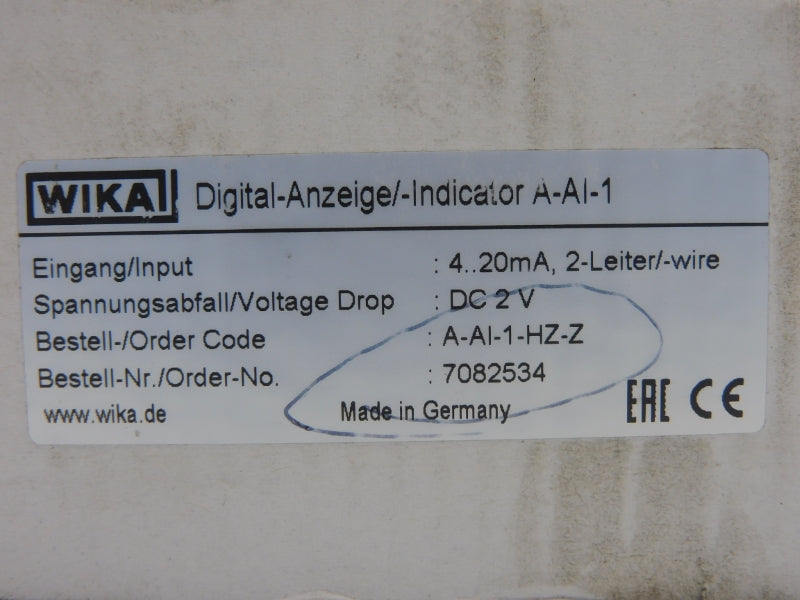 WIKA Digital-Anzeige/-Indicator A-AI-1
Eingang/Input : 4..20mA, 2-Leiter/-wire
Spannungsabfall/Voltage Drop : DC 2 V
Bestell-/Order Code : A-AI-1-HZ-Z
Bestell-Nr./Order-No. : 7082534
www.wika.de Made in Germany EAC CE